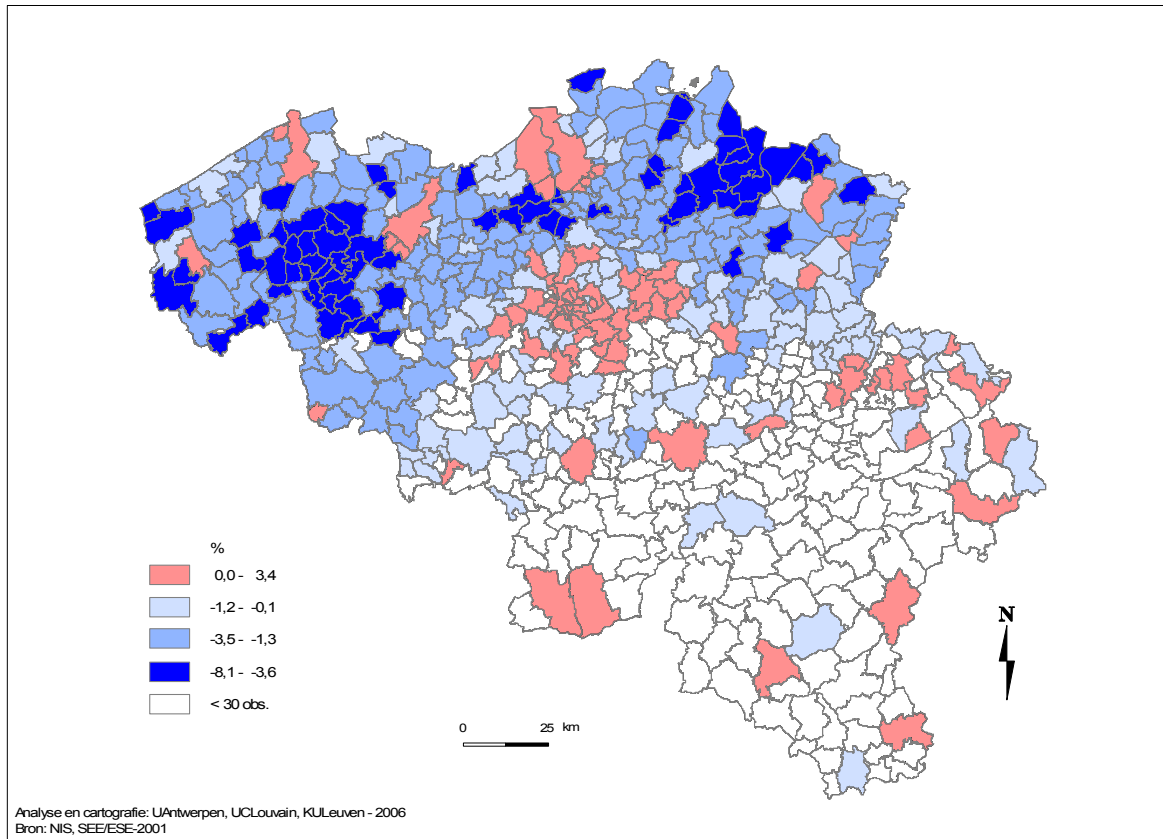 %
0,0 - 3,4
-1,2 - -0,1
-3,5 - -1,3
-8,1 - -3,6
< 30 obs.
0 25 km
N
Analyse en cartografie: UAntwerpen, UCLouvain, KULeuven - 2006
Bron: NIS, SEE/ESE-2001